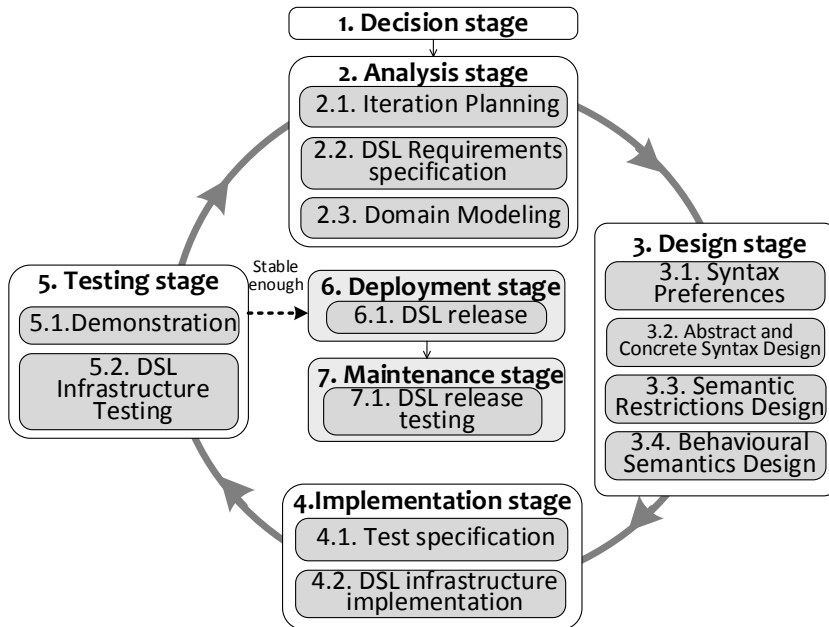 1. Decision stage
2. Analysis stage
2.1. Iteration Planning
2.2. DSL Requirements
specification
2.3. Domain Modeling
3. Design stage
3.1. Syntax
Preferences
3.2. Abstract and
Concrete Syntax Design
3.3. Semantic
Restrictions Design
3.4. Behavioural
Semantics Design
4.Implementation stage
4.1. Test specification
4.2. DSL infrastructure
implementation
5. Testing stage
5.1.Demonstration
5.2. DSL
Infrastructure
Testing
Stable
enough
6. Deployment stage
6.1. DSL release
7. Maintenance stage
7.1. DSL release
testing